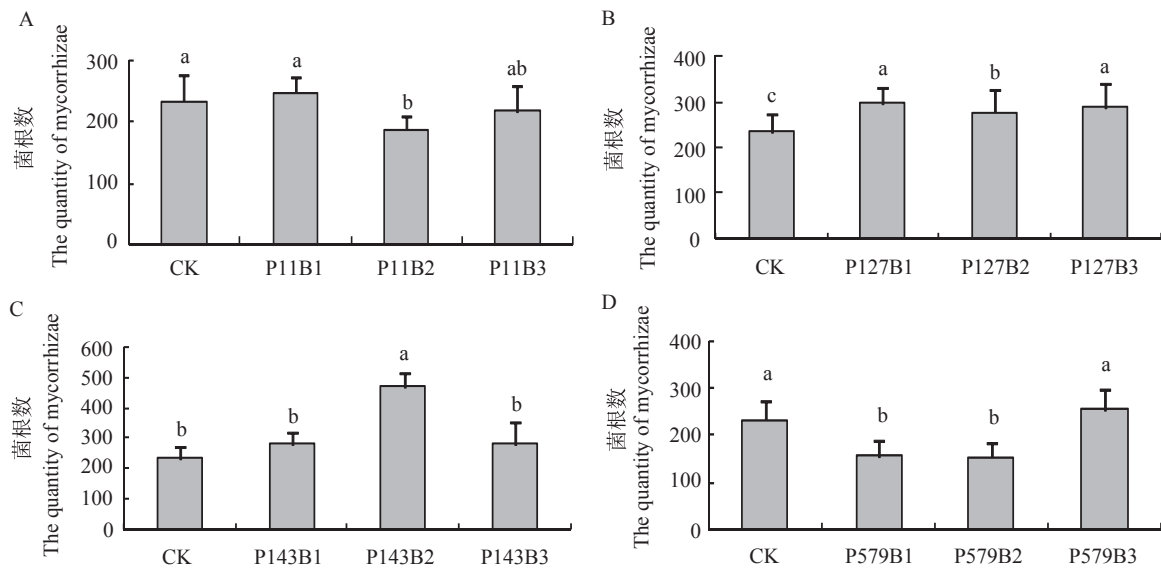 A
菌根数
The quantity of mycorrhizae
300
200
100
0
a
a
b
ab
CK
P11B1
P11B2
P11B3
B
菌根数
The quantity of mycorrhizae
400
300
200
100
0
c
a
b
a
CK
P127B1
P127B2
P127B3
C
菌根数
The quantity of mycorrhizae
600
500
400
300
200
100
0
b
b
a
b
CK
P143B1
P143B2
P143B3
D
菌根数
The quantity of mycorrhizae
400
300
200
100
0
a
b
b
a
CK
P579B1
P579B2
P579B3